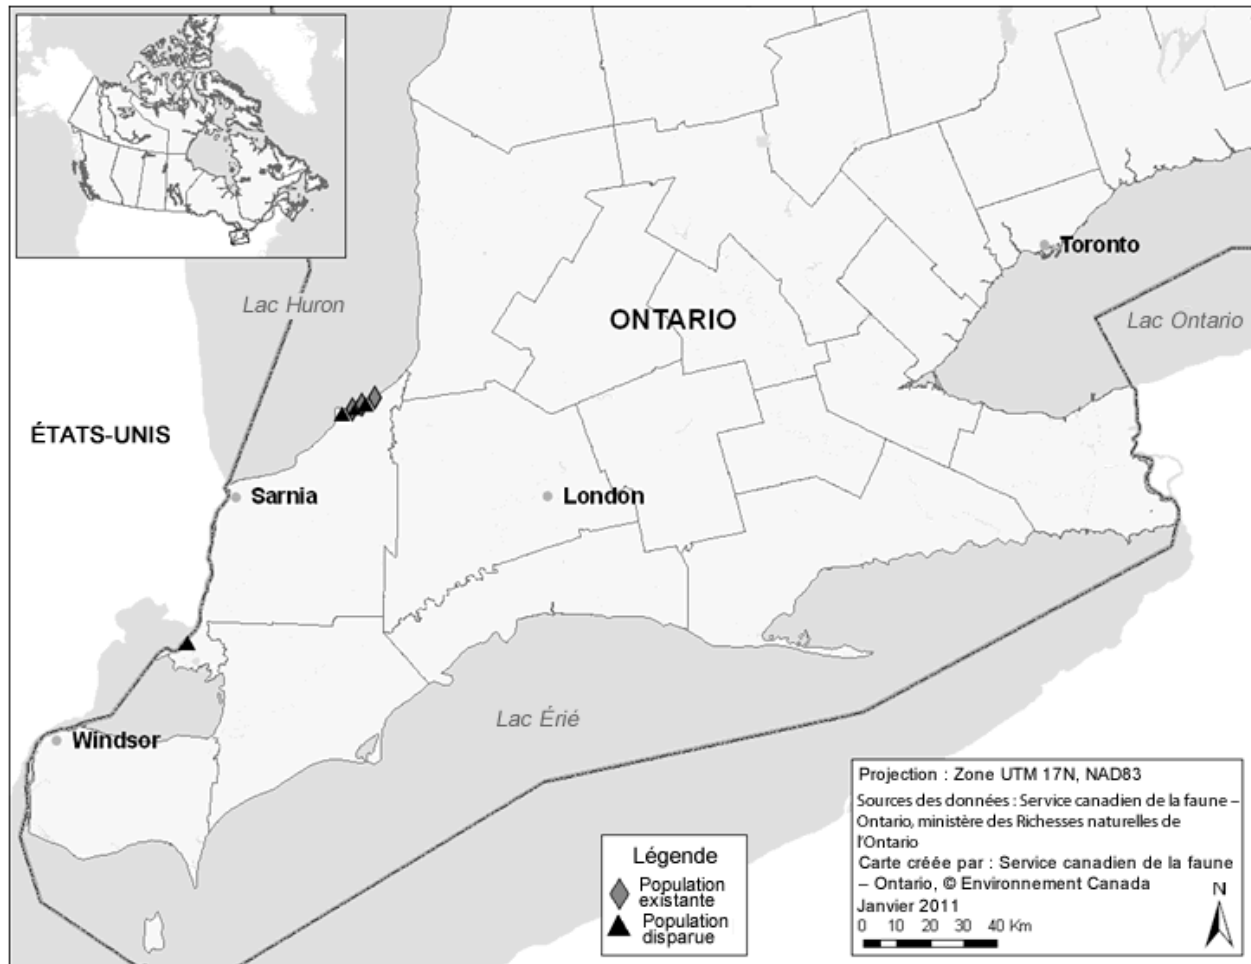 Lac Huron
Toronto
ONTARIO
Lac Ontario
ÉTATS-UNIS
Sarnia
London
Lac Érié
Windsor
Légende
Population
existante
Population
disparue
Projection : Zone UTM 17N, NAD83
Sources des données : Service canadien de la faune –
Ontario, ministère des Richesses naturelles de
l'Ontario
Carte créée par : Service canadien de la faune
– Ontario, © Environnement Canada
Janvier 2011
N
0 10 20 30 40 Km